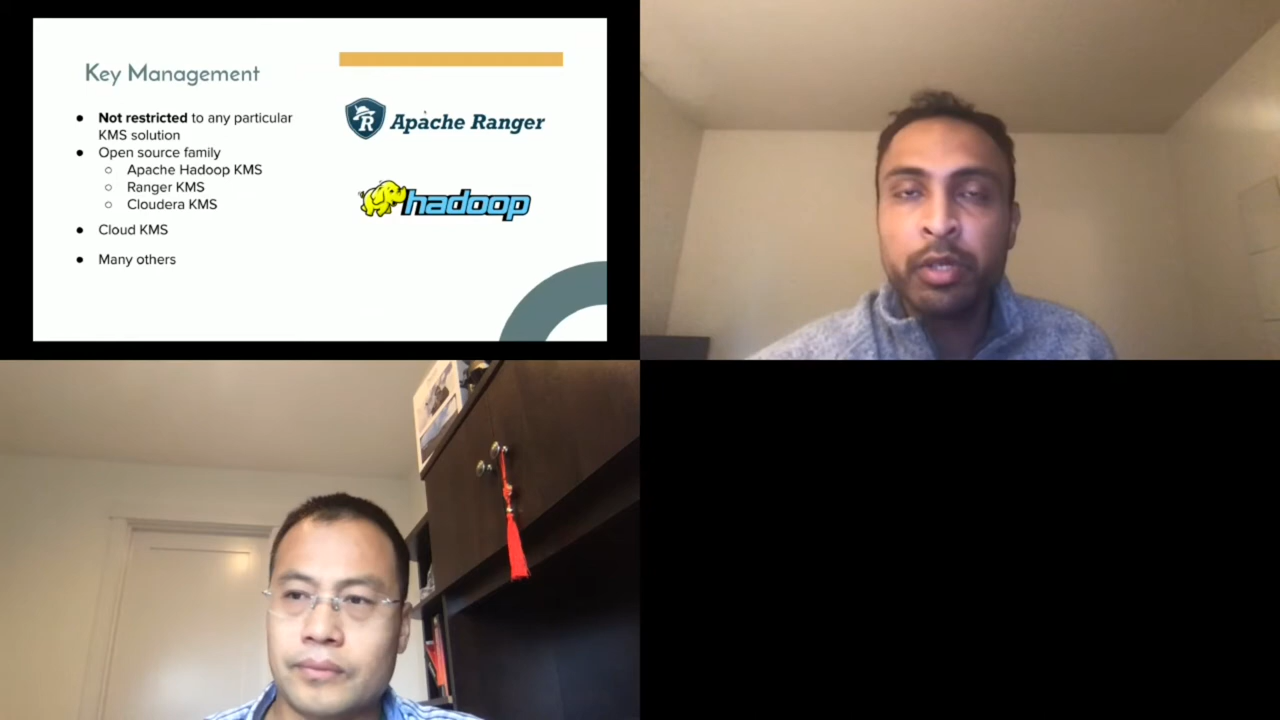 Key Management
Not restricted to any particular
KMS solution
Open source family
Apache Hadoop KMS
Ranger KMS
Cloudera KMS
Cloud KMS
Many others
R
Apache Ranger
hadoop